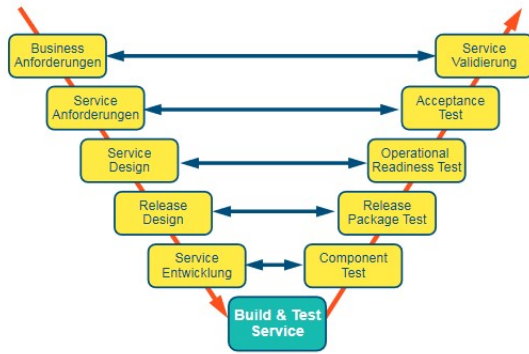 Business
Anforderungen
Service
Validierung
Service
Anforderungen
Acceptance
Test
Service
Design
Operational
Readiness Test
Release
Design
Release
Package Test
Service
Entwicklung
Component
Test
Build & Test
Service